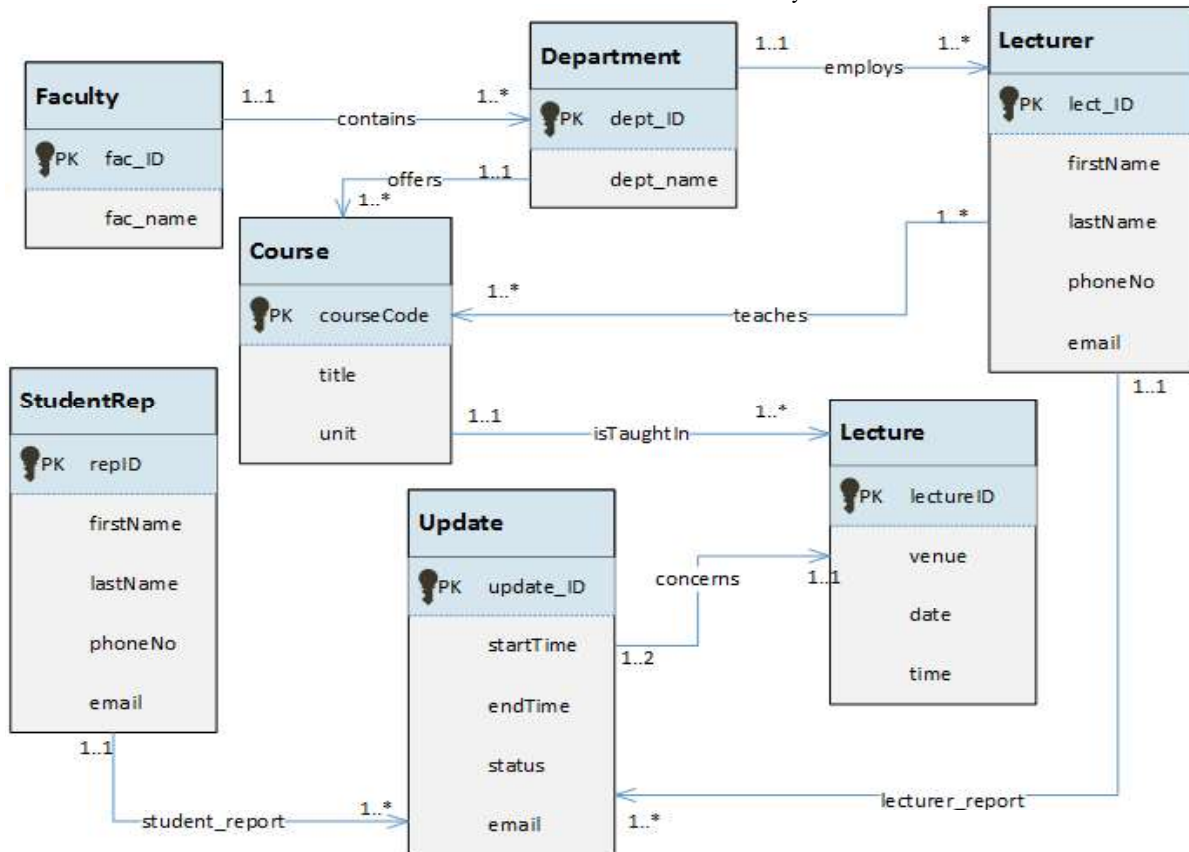 Faculty
PK fac_ID
fac_name
1..1
contains
1..*
Department
PK dept_ID
dept_name
1..1
employs
1..*
Lecturer
PK lect_ID
firstName
lastName
phoneNo
email
offers
1..1
1..*
Course
PK courseCode
title
unit
1..*
teaches
1..*
StudentRep
PK repID
firstName
lastName
phoneNo
email
1..1
isTaughtIn
1..*
Lecture
PK lectureID
venue
date
time
1..1
Update
PK update_ID
startTime
endTime
status
email
concerns
1..1
1..2
1..1
student_report
1..*
lecturer_report
1..*